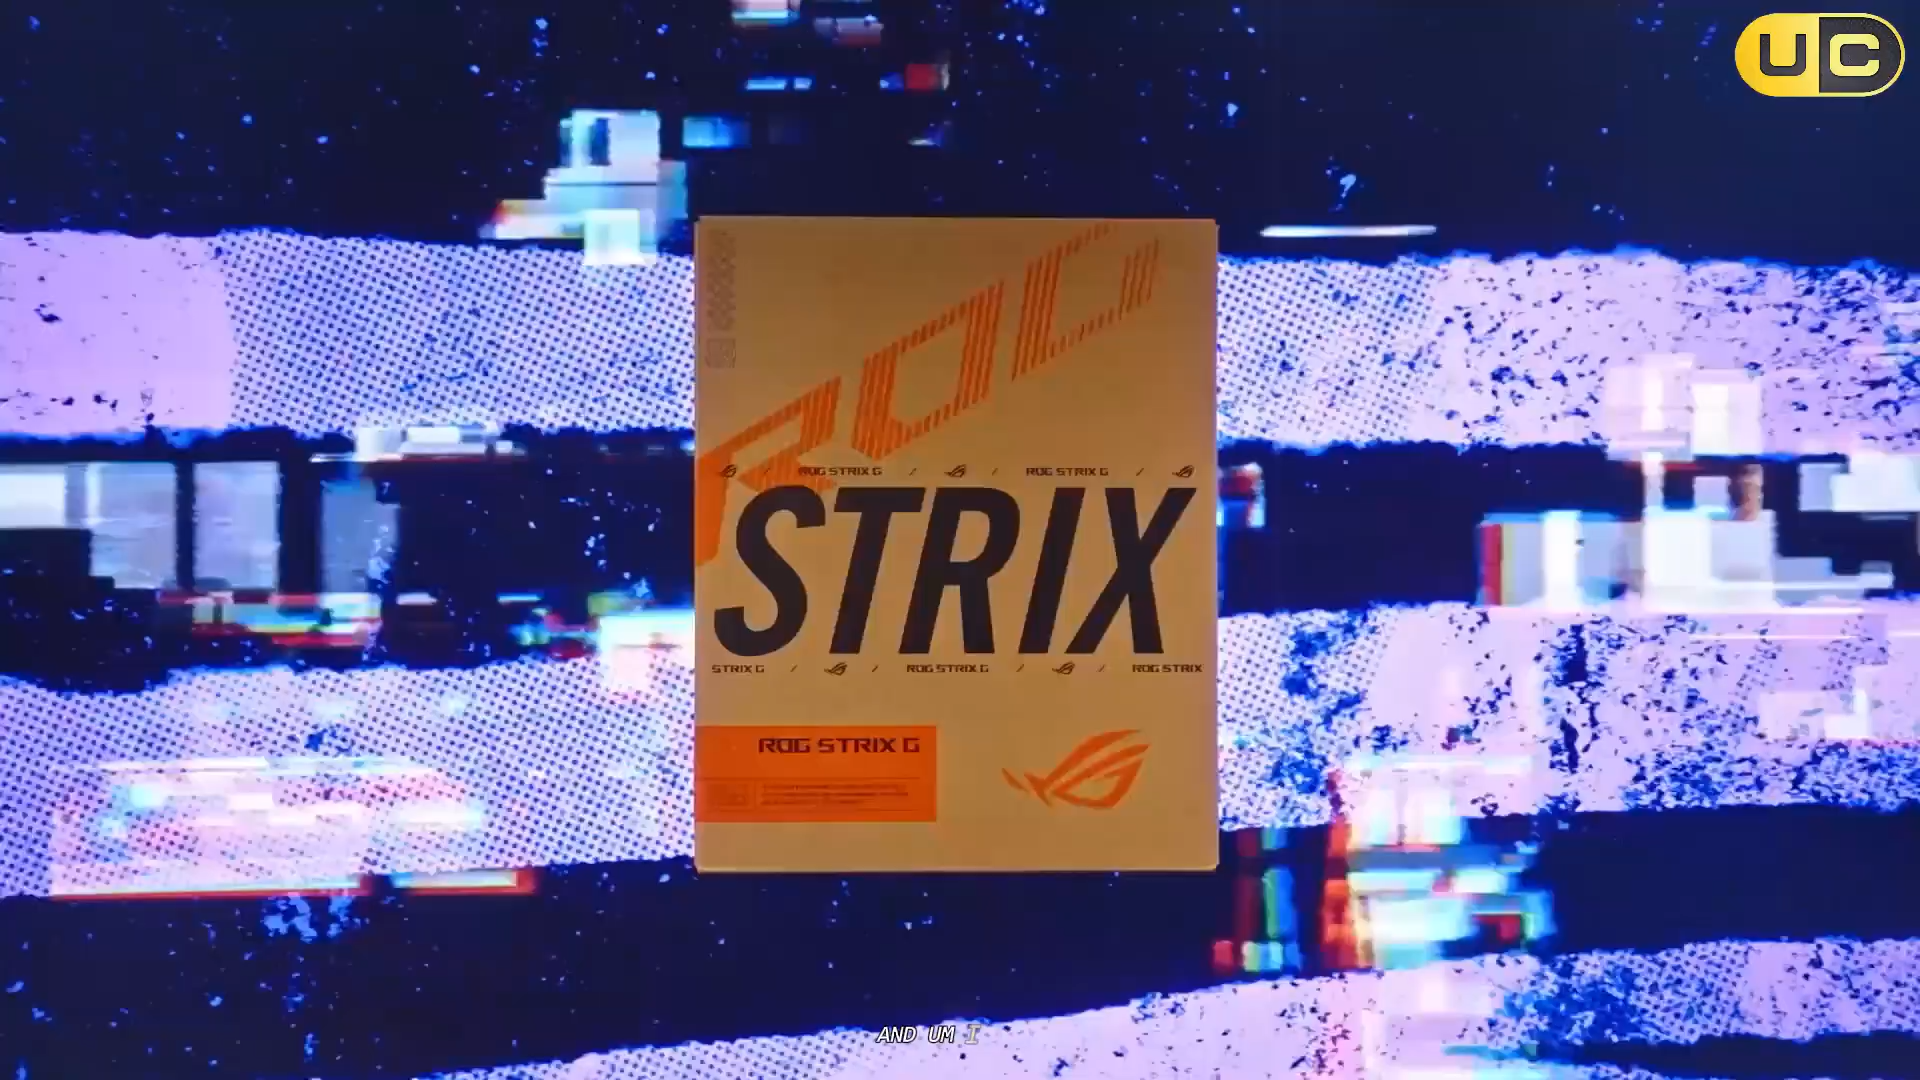 UC
ROG
ROG STRIX G / / ROG STRIX G /
STRIX
STRIX G / / ROG STRIX G / / ROG STRIX
ROG STRIX G
AND UM I